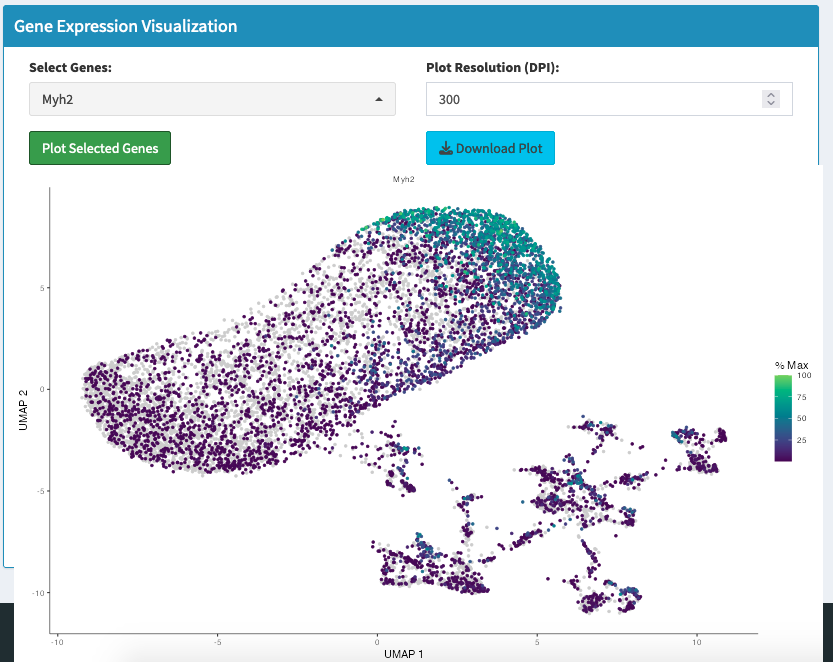 Gene Expression Visualization
Select Genes:
Plot Resolution (DPI):
Myh2
300
Plot Selected Genes
Download Plot
Myh2
5
0
-5
-10
UMAP 2
% Max
100
75
50
25
-10
-5
0
5
10
UMAP 1